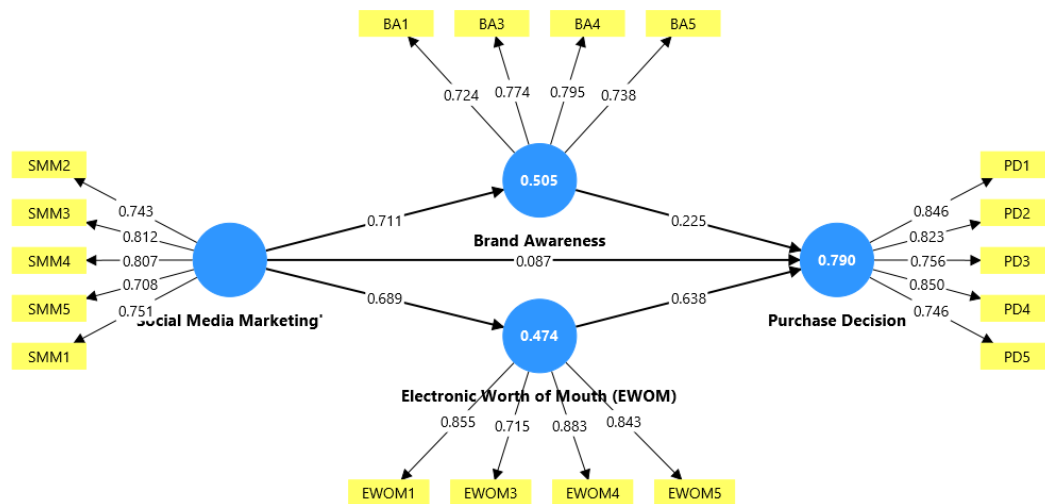 BA1 BA3 BA4 BA5
0.724 0.774 0.795 0.738
SMM2
SMM3
SMM4
SMM5
SMM1
0.743
0.812
0.807
0.708
0.751
Social Media Marketing'
0.711
0.689
0.505
Brand Awareness
0.087
0.474
Electronic Worth of Mouth (EWOM)
0.855 0.715 0.883 0.843
EWOM1 EWOM3 EWOM4 EWOM5
0.225
0.638
0.790
Purchase Decision
0.846
0.823
0.756
0.850
0.746
PD1
PD2
PD3
PD4
PD5